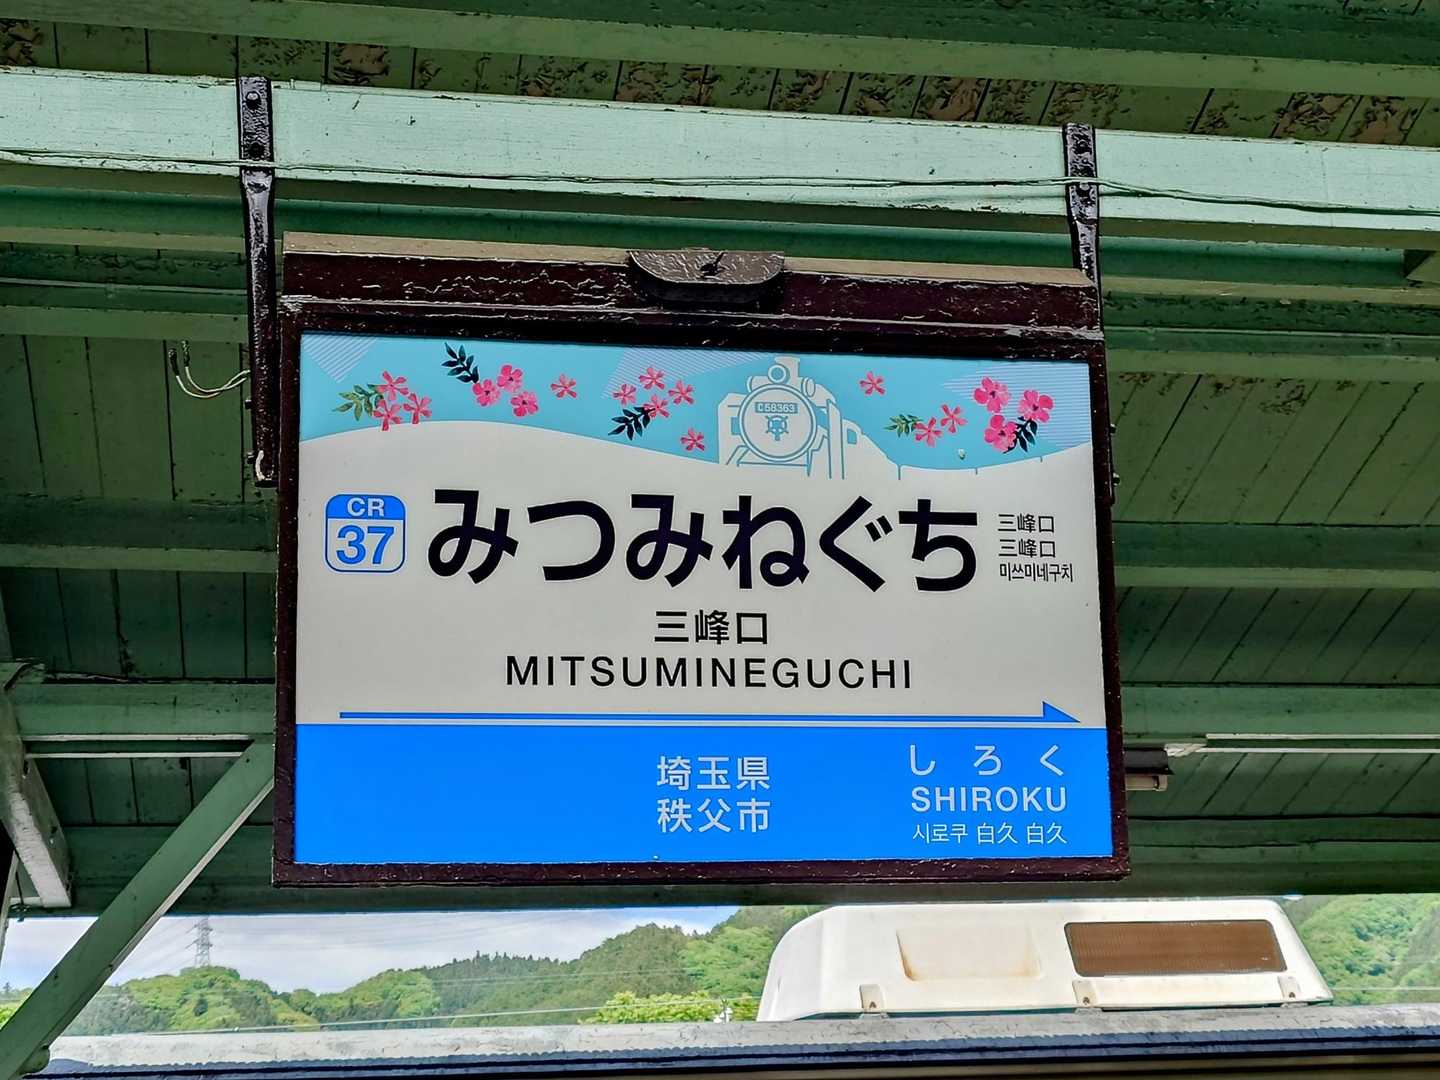 C58363
CR
37
みつみねぐち
三峰口
三峰口
미쓰미네구치
三峰口
MITSUMINEGUCHI
埼玉県
秩父市
しろく
SHIROKU
시로쿠 白久 白久